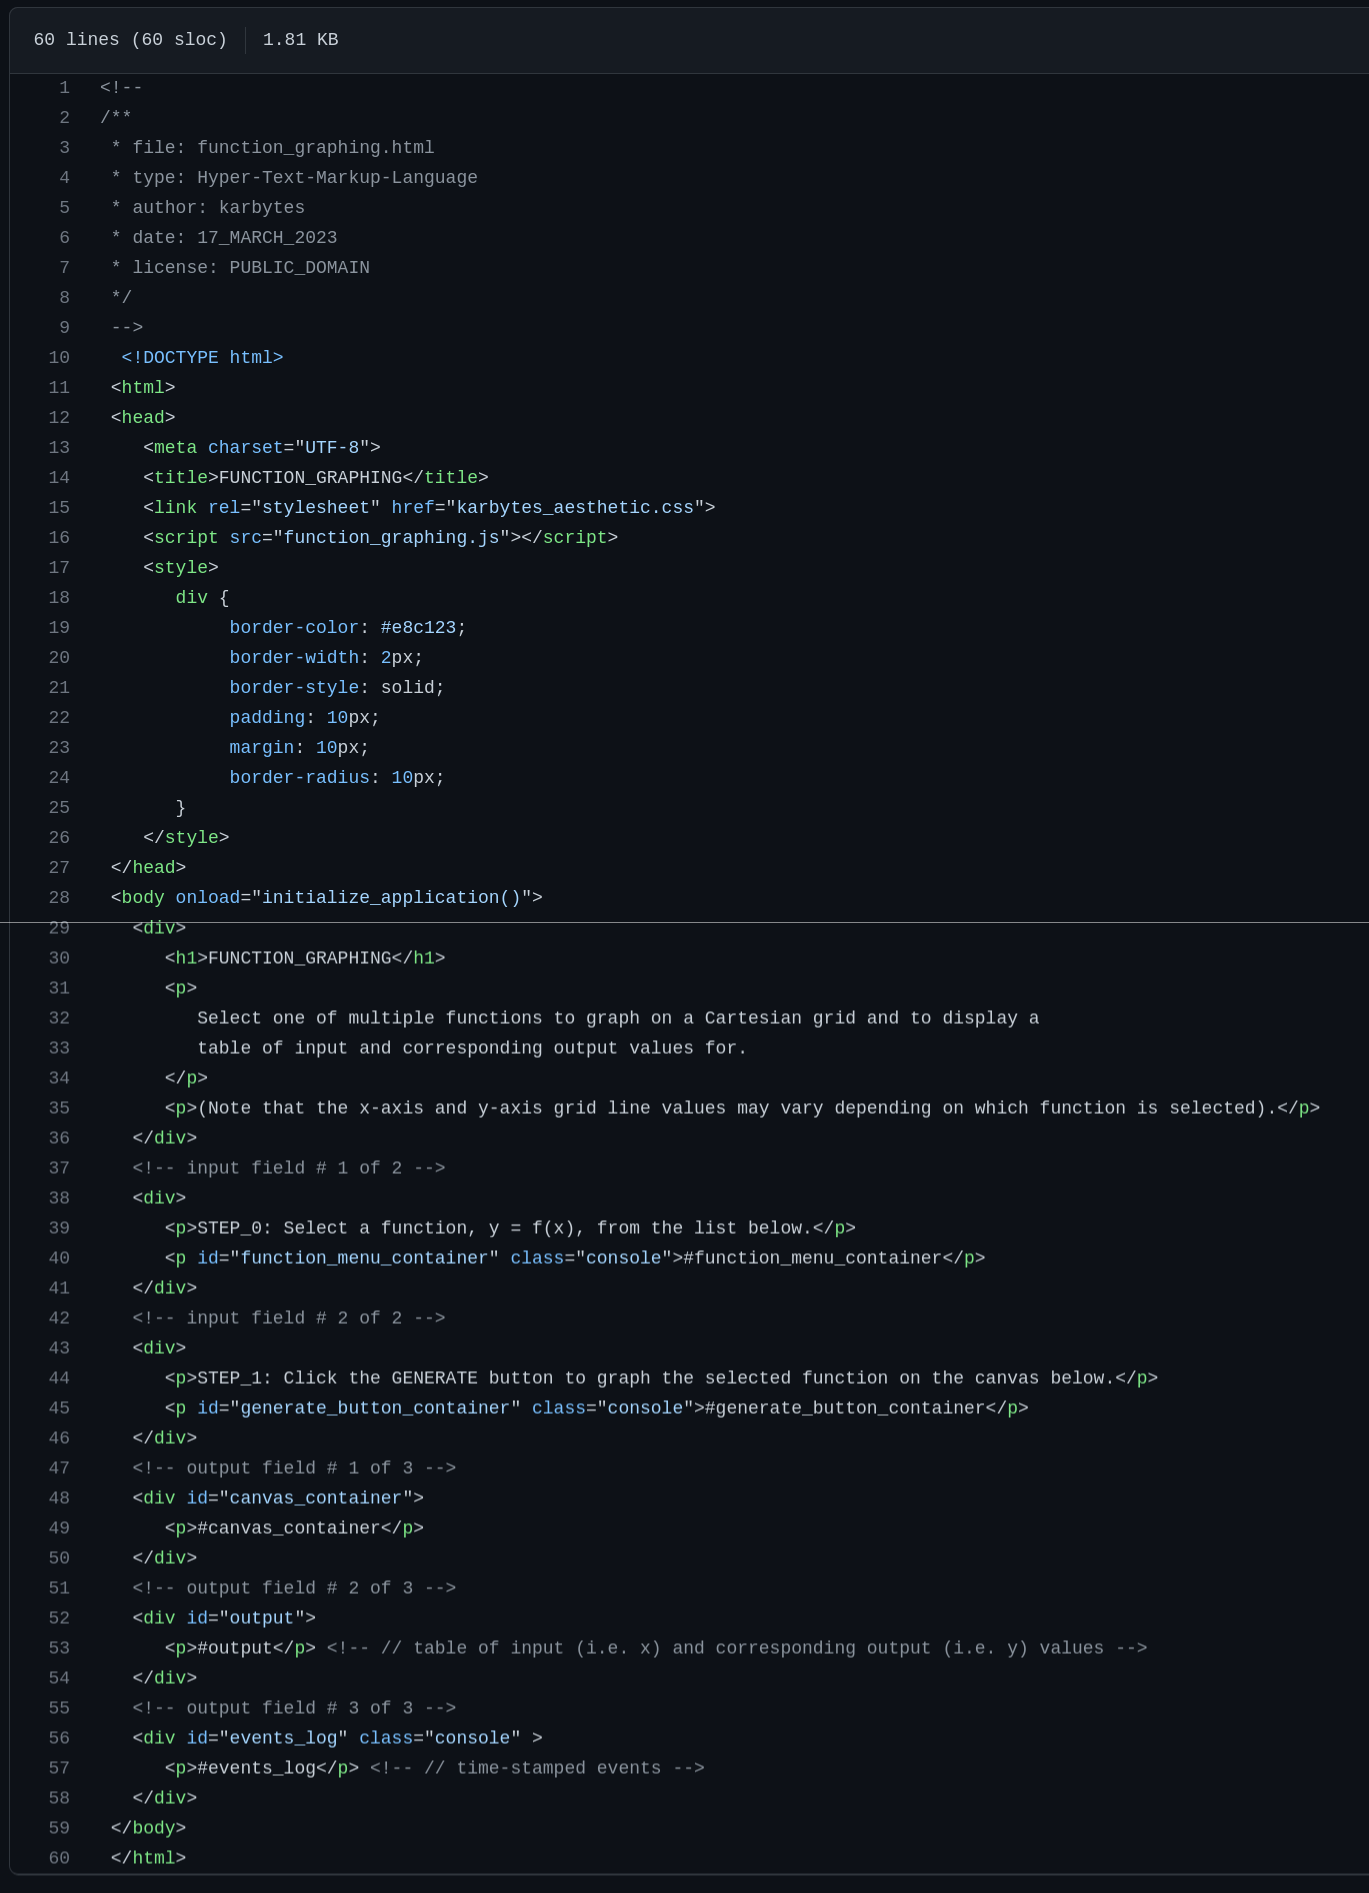 60 lines (60 sloc) 1.81 KB
1 <!--
2 /**
3  * file: function_graphing.html
4  * type: Hyper-Text-Markup-Language
5  * author: karbytes
6  * date: 17_MARCH_2023
7  * license: PUBLIC_DOMAIN
8  */
9  -->
10   <!DOCTYPE html>
11  <html>
12  <head>
13     <meta charset="UTF-8">
14     <title>FUNCTION_GRAPHING</title>
15     <link rel="stylesheet" href="karbytes_aesthetic.css">
16     <script src="function_graphing.js"></script>
17     <style>
18        div {
19             border-color: #e8c123;
20             border-width: 2px;
21             border-style: solid;
22             padding: 10px;
23             margin: 10px;
24             border-radius: 10px;
25        }
26     </style>
27  </head>
28  <body onload="initialize_application()">
29    <div>
30       <h1>FUNCTION_GRAPHING</h1>
31       <p>
32          Select one of multiple functions to graph on a Cartesian grid and to display a
33          table of input and corresponding output values for.
34       </p>
35       <p>(Note that the x-axis and y-axis grid line values may vary depending on which function is selected).</p>
36    </div>
37    <!-- input field # 1 of 2 -->
38    <div>
39       <p>STEP_0: Select a function, y = f(x), from the list below.</p>
40       <p id="function_menu_container" class="console">#function_menu_container</p>
41    </div>
42    <!-- input field # 2 of 2 -->
43    <div>
44       <p>STEP_1: Click the GENERATE button to graph the selected function on the canvas below.</p>
45       <p id="generate_button_container" class="console">#generate_button_container</p>
46    </div>
47    <!-- output field # 1 of 3 -->
48    <div id="canvas_container">
49       <p>#canvas_container</p>
50    </div>
51    <!-- output field # 2 of 3 -->
52    <div id="output">
53       <p>#output</p> <!-- // table of input (i.e. x) and corresponding output (i.e. y) values -->
54    </div>
55    <!-- output field # 3 of 3 -->
56    <div id="events_log" class="console" >
57       <p>#events_log</p> <!-- // time-stamped events -->
58    </div>
59  </body>
60  </html>